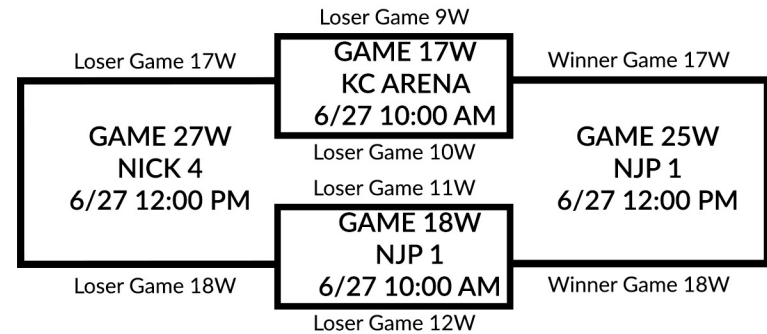 Loser Game 9W
Loser Game 17W
GAME 17W
KC ARENA
6/27 10:00 AM
Winner Game 17W
Loser Game 10W
GAME 27W
NICK 4
6/27 12:00 PM
GAME 25W
NJP 1
6/27 12:00 PM
Loser Game 11W
GAME 18W
NJP 1
6/27 10:00 AM
Loser Game 18W
Winner Game 18W
Loser Game 12W